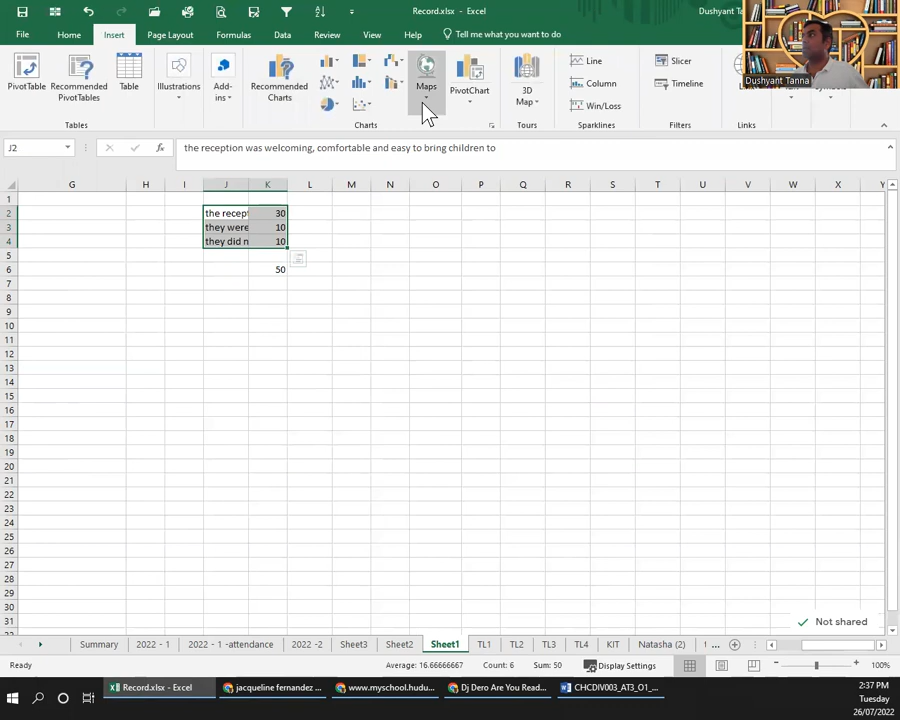 Record.xlsx - Excel
Dushyant Tanna
File Home Insert Page Layout Formulas Data Review View Help Tell me what you want to do
PivotTable Recommended PivotTables Table
Illustrations
Add-ins
Recommended Charts
Maps
PivotChart
3D Map
Line
Column
Win/Loss
Slicer
Timeline
Dushyant Tanna
Tables Charts Tours Sparklines Filters Links
J2 fx the reception was welcoming, comfortable and easy to bring children to
G H I J K L M N O P Q R S T U V W X Y
1
2 the recept 30
3 they were 10
4 they did n 10
5
6 50
7
8
9
10
11
12
13
14
15
16
17
18
19
20
21
22
23
24
25
26
27
28
29
30
31
Not shared
Summary 2022 - 1 2022 - 1 -attendance 2022 -2 Sheet3 Sheet2 Sheet1 TL1 TL2 TL3 TL4 KIT Natasha (2) ...
Ready Average: 16.66666667 Count: 6 Sum: 50 Display Settings 100%
Record.xlsx - Excel jacqueline fernandez ... www.myschool.hudu... Dj Dero Are You Read... CHCDIV003_AT3_O1_...
2:37 PM
Tuesday
26/07/2022